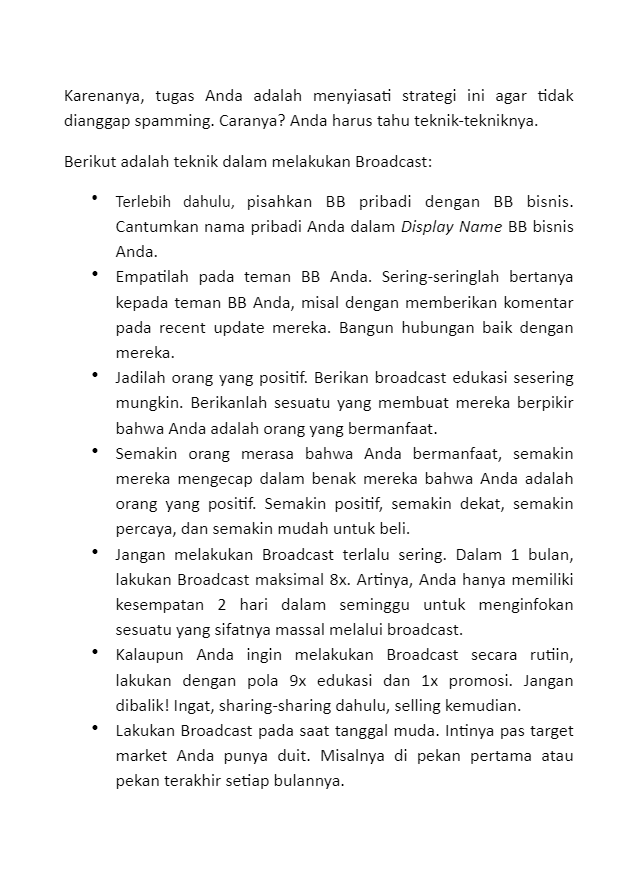 Karenanya, tugas Anda adalah menyiasati strategi ini agar tidak
dianggap spamming. Caranya? Anda harus tahu teknik-tekniknya.
Berikut adalah teknik dalam melakukan Broadcast:
• Terlebih dahulu, pisahkan BB pribadi dengan BB bisnis.
Cantumkan nama pribadi Anda dalam Display Name BB bisnis
Anda.
• Empatilah pada teman BB Anda. Sering-seringlah bertanya
kepada teman BB Anda, misal dengan memberikan komentar
pada recent update mereka. Bangun hubungan baik dengan
mereka.
• Jadilah orang yang positif. Berikan broadcast edukasi sesering
mungkin. Berikanlah sesuatu yang membuat mereka berpikir
bahwa Anda adalah orang yang bermanfaat.
• Semakin orang merasa bahwa Anda bermanfaat, semakin
mereka mengecap dalam benak mereka bahwa Anda adalah
orang yang positif. Semakin positif, semakin dekat, semakin
percaya, dan semakin mudah untuk beli.
• Jangan melakukan Broadcast terlalu sering. Dalam 1 bulan,
lakukan Broadcast maksimal 8x. Artinya, Anda hanya memiliki
kesempatan 2 hari dalam seminggu untuk menginfokan
sesuatu yang sifatnya massal melalui broadcast.
• Kalaupun Anda ingin melakukan Broadcast secara rutiin,
lakukan dengan pola 9x edukasi dan 1x promosi. Jangan
dibalik! Ingat, sharing-sharing dahulu, selling kemudian.
• Lakukan Broadcast pada saat tanggal muda. Intinya pas target
market Anda punya duit. Misalnya di pekan pertama atau
pekan terakhir setiap bulannya.